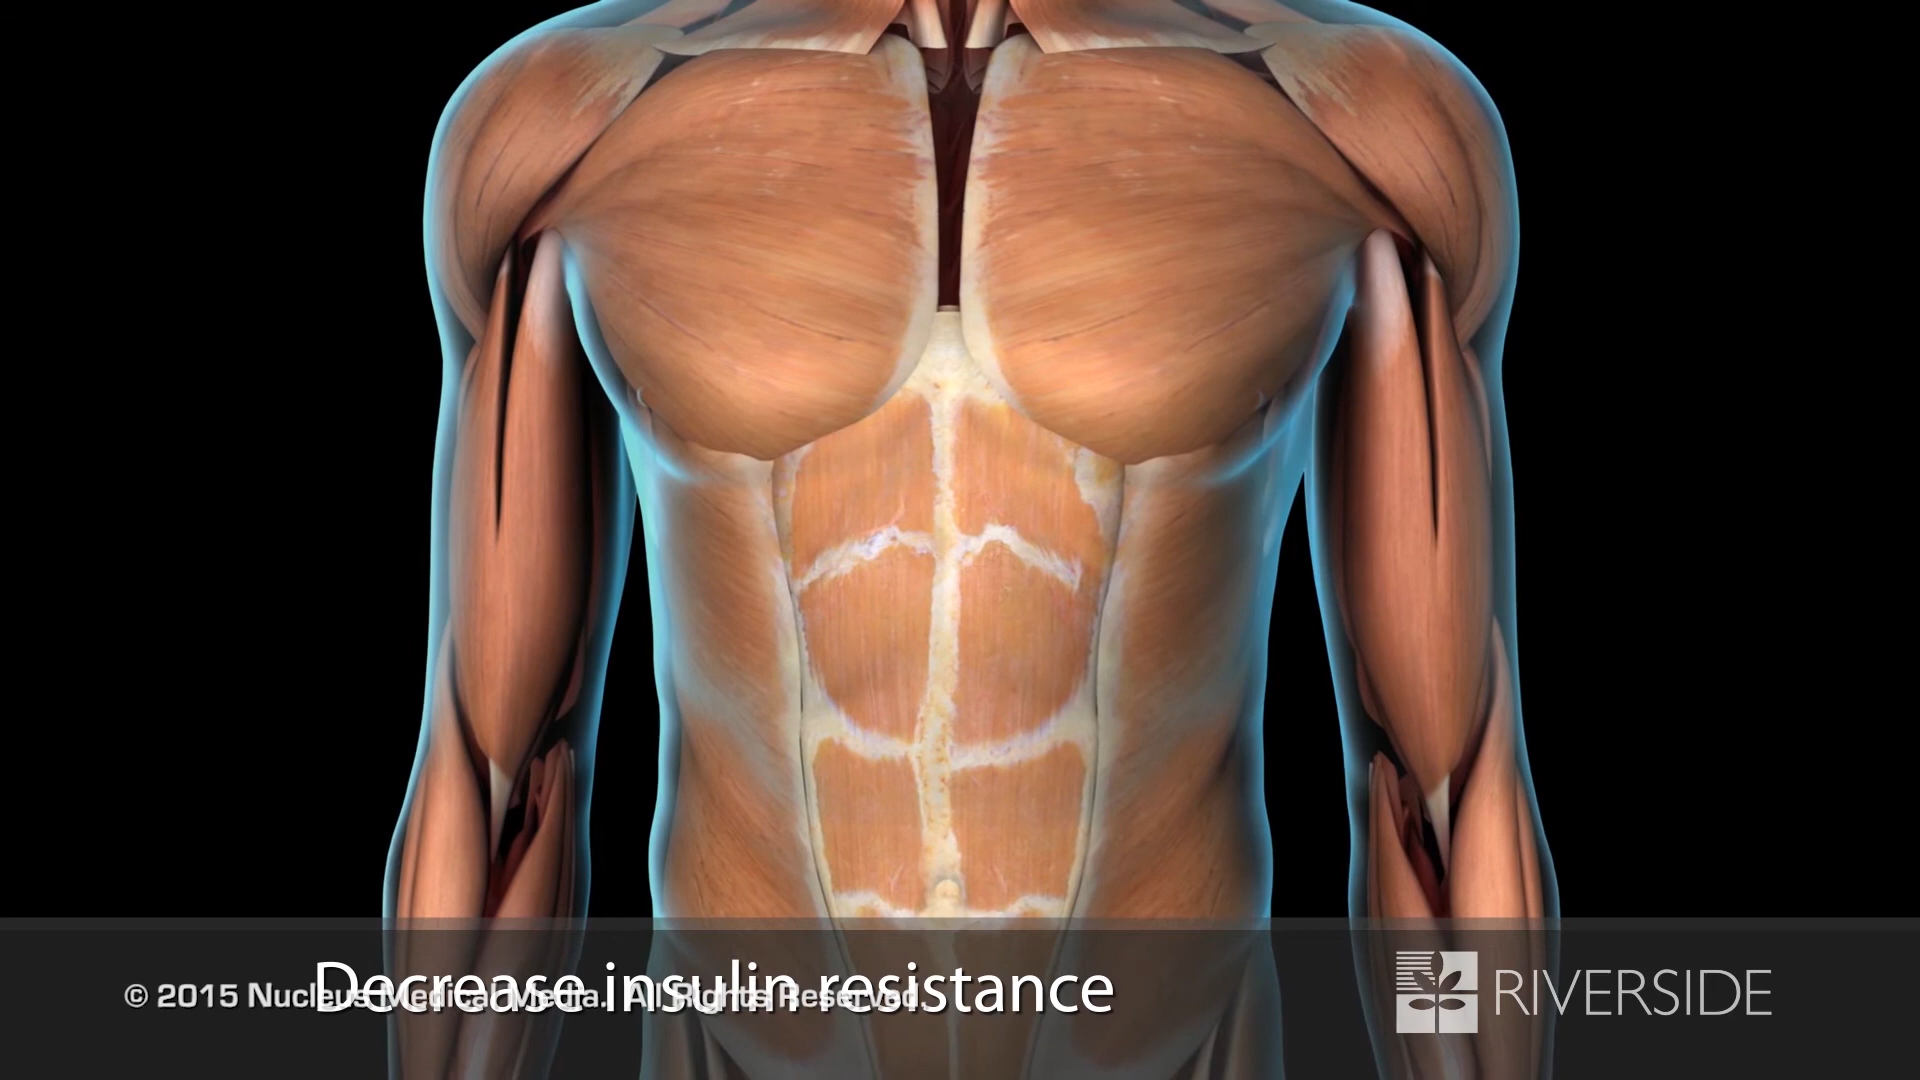 Decrease insulin resistance
© 2015 Nucleus Medical Media. All Rights Reserved.
RIVERSIDE